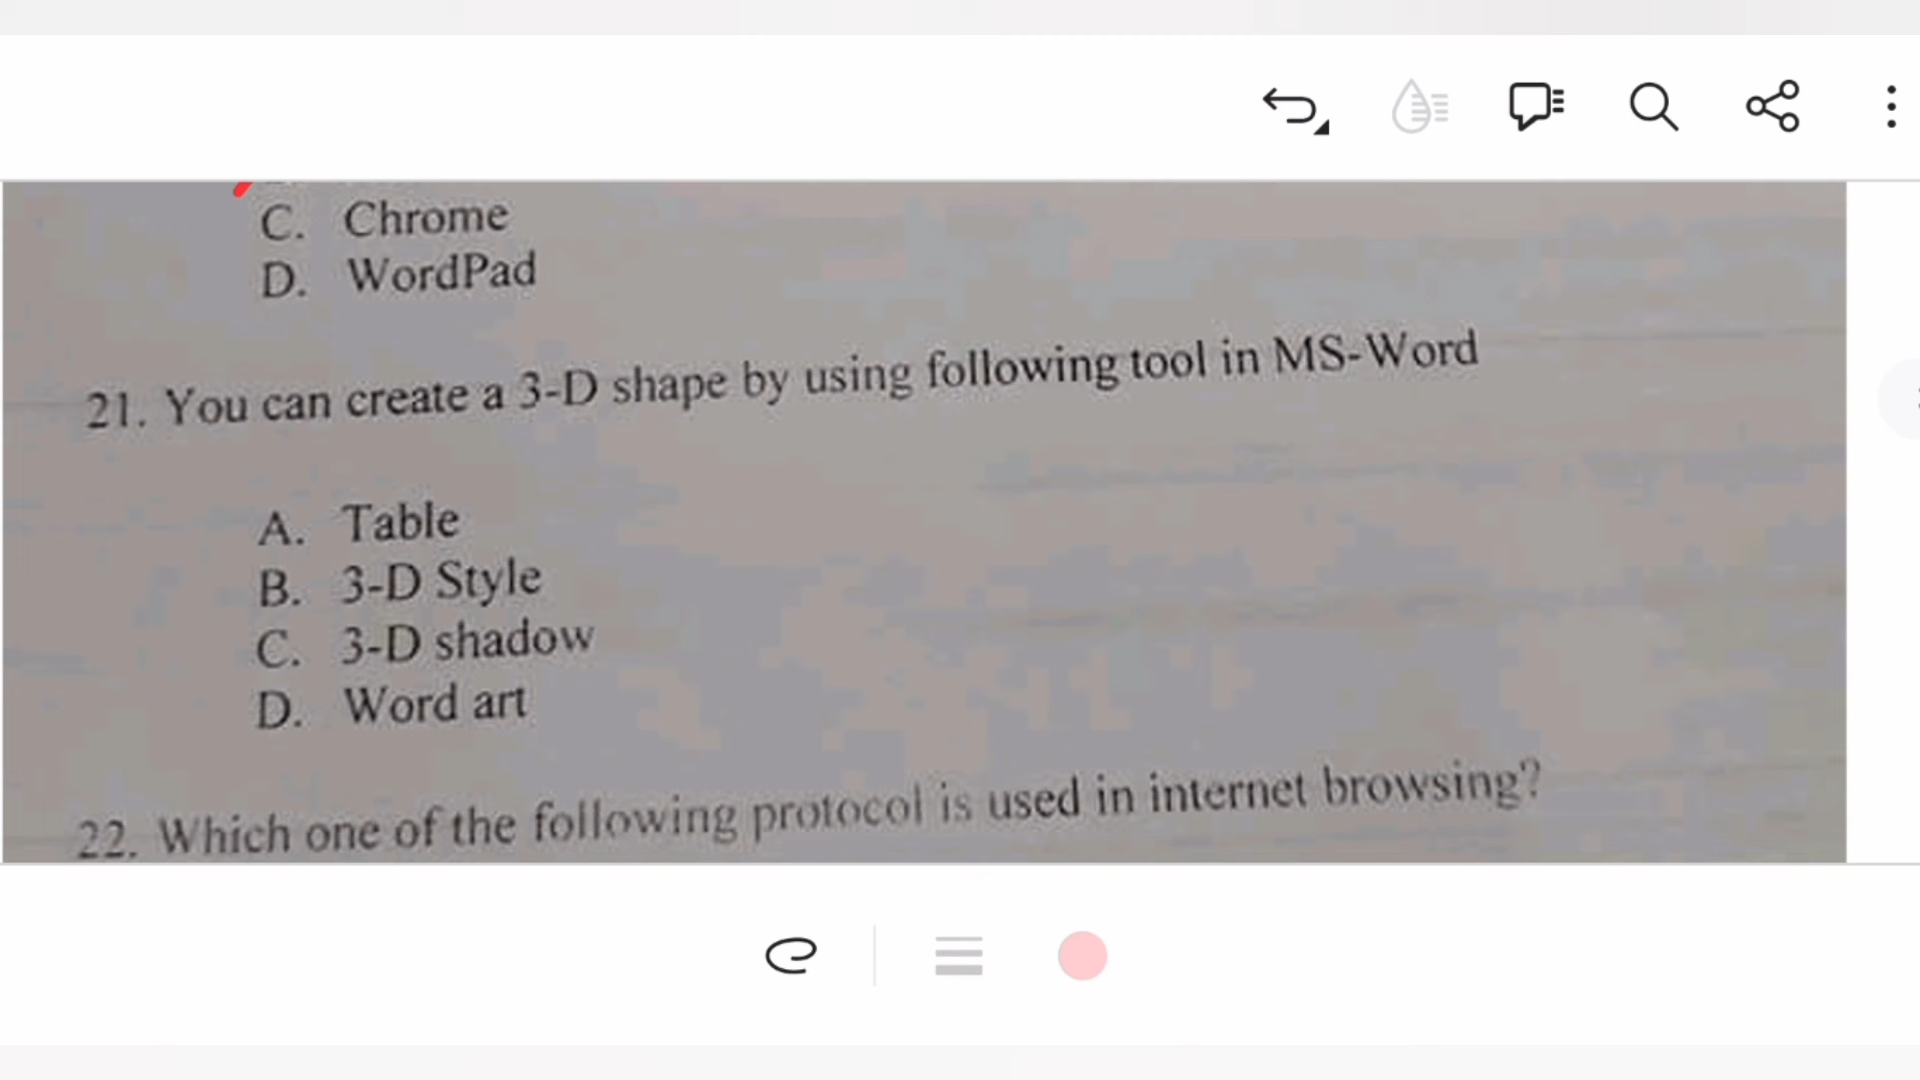 C. Chrome
D. WordPad
21. You can create a 3-D shape by using following tool in MS-Word
A. Table
B. 3-D Style
C. 3-D shadow
D. Word art
22. Which one of the following protocol is used in internet browsing?